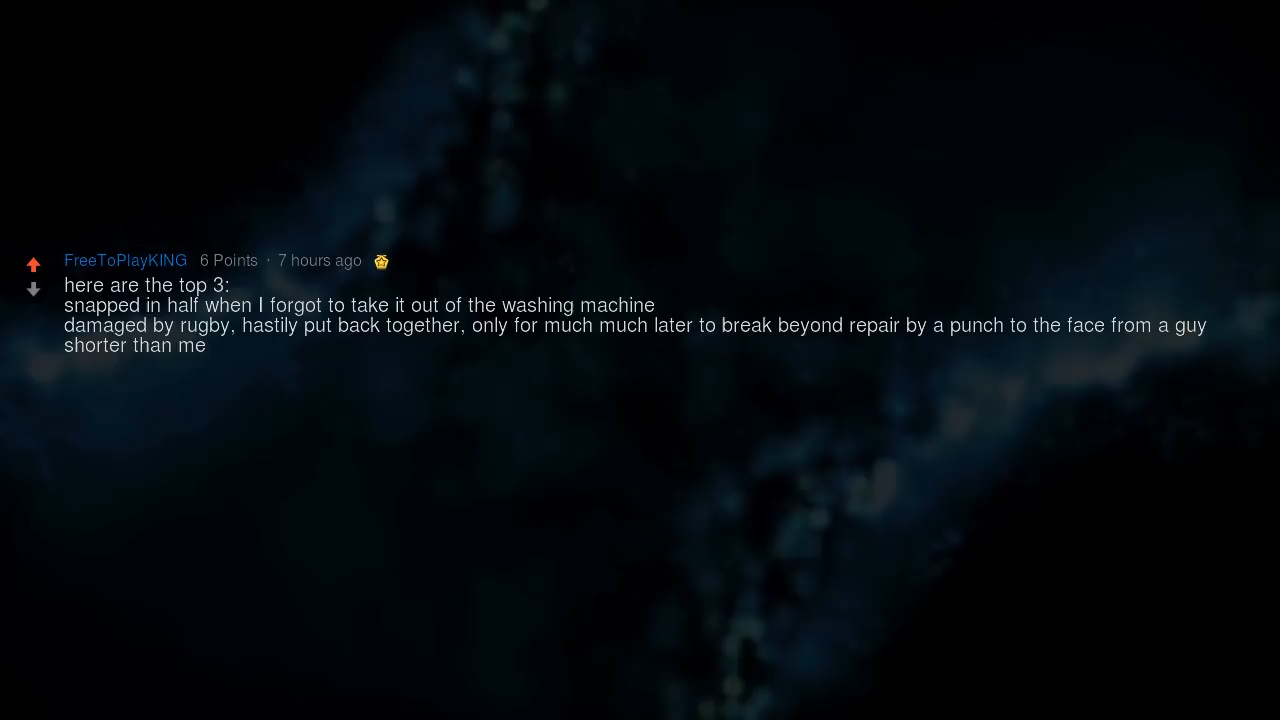 FreeToPlayKING 6 Points · 7 hours ago
here are the top 3:
snapped in half when I forgot to take it out of the washing machine
damaged by rugby, hastily put back together, only for much much later to break beyond repair by a punch to the face from a guy
shorter than me